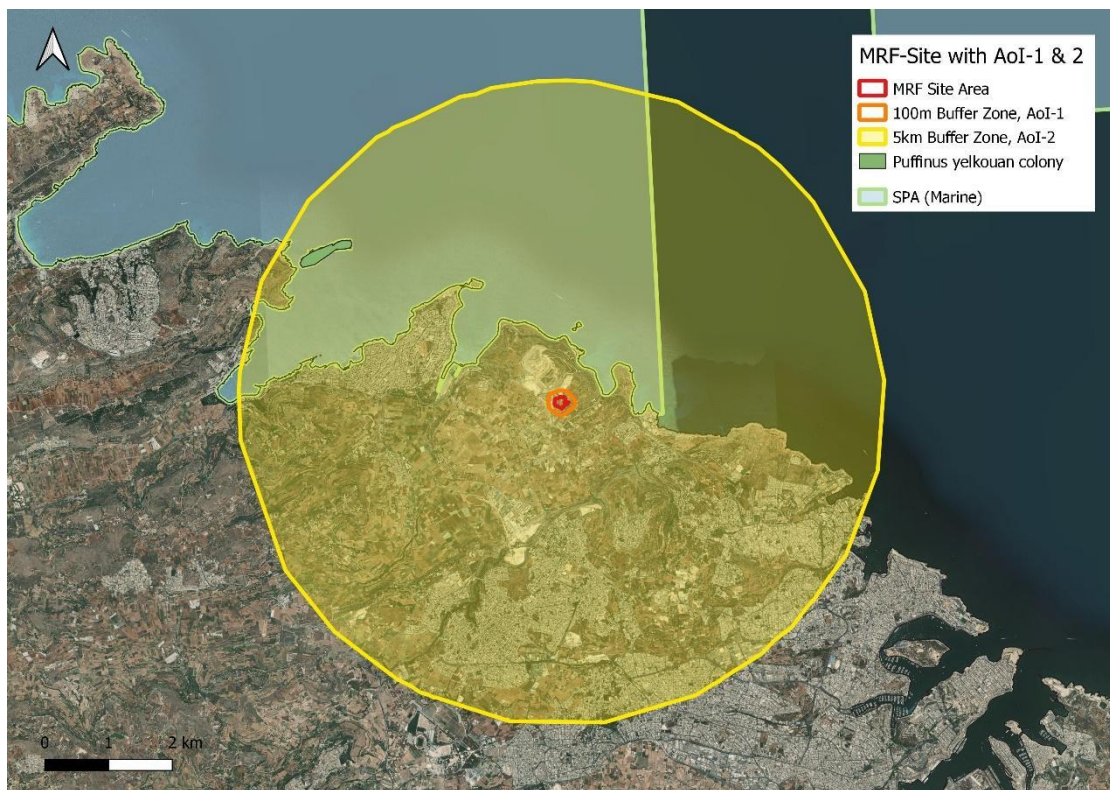 MRF-Site with AoI-1 & 2
MRF Site Area
100m Buffer Zone, AoI-1
5km Buffer Zone, AoI-2
Puffinus yelkouan colony
SPA (Marine)
0 1 2 km